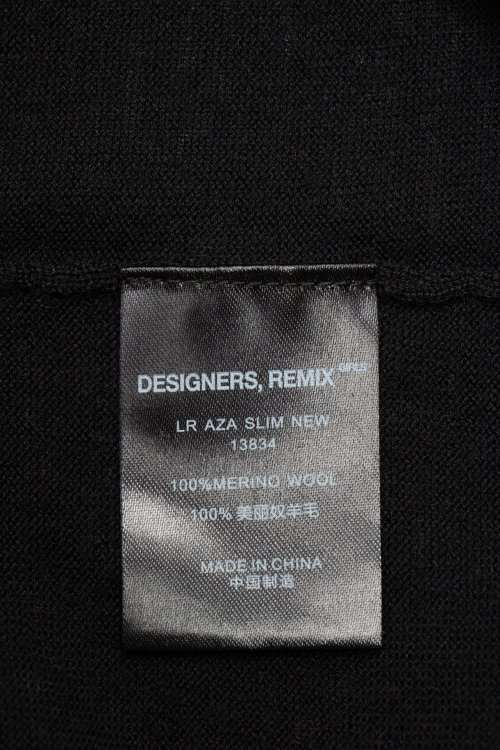 DESIGNERS, REMIX GIRLS
LR AZA SLIM NEW
13834
100%MERINO WOOL
100% 美丽奴羊毛
MADE IN CHINA
中国制造